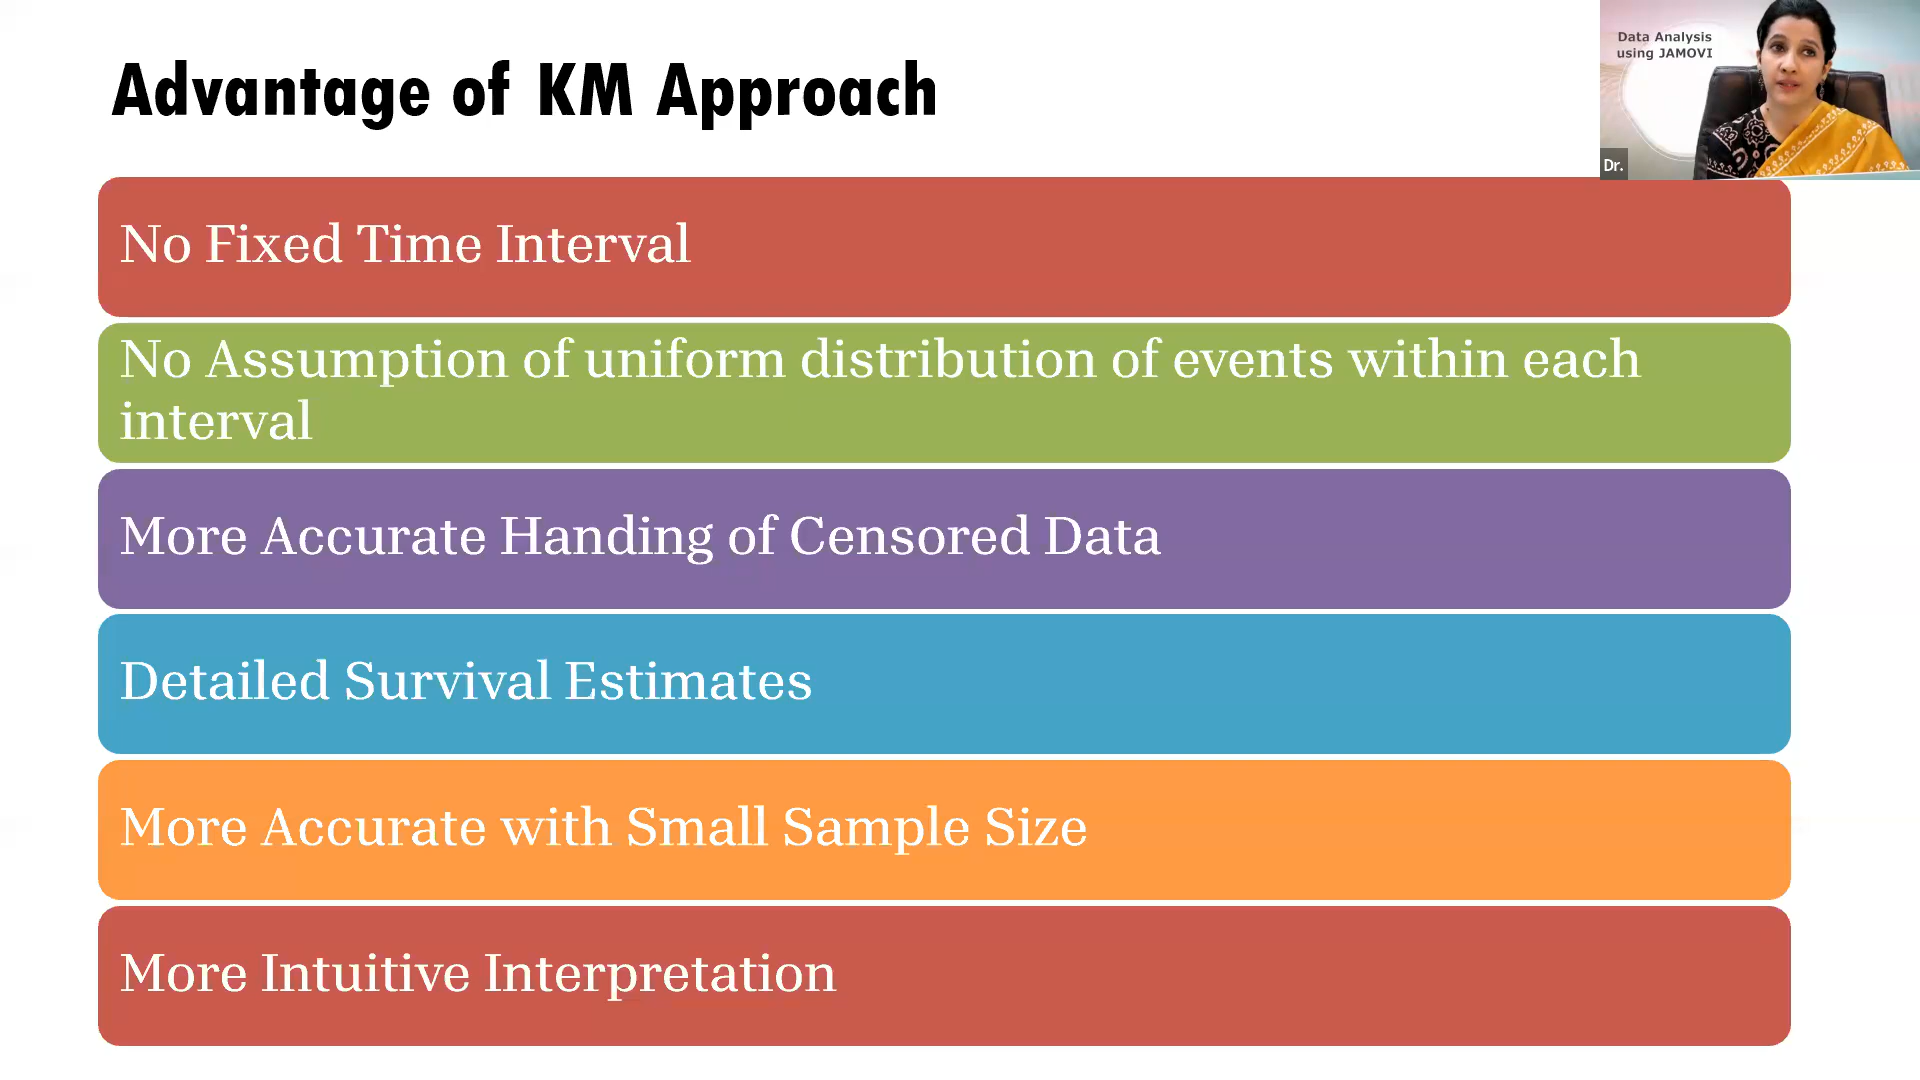 Advantage of KM Approach
Data Analysis
using JAMOVI
Dr.
No Fixed Time Interval
No Assumption of uniform distribution of events within each
interval
More Accurate Handing of Censored Data
Detailed Survival Estimates
More Accurate with Small Sample Size
More Intuitive Interpretation